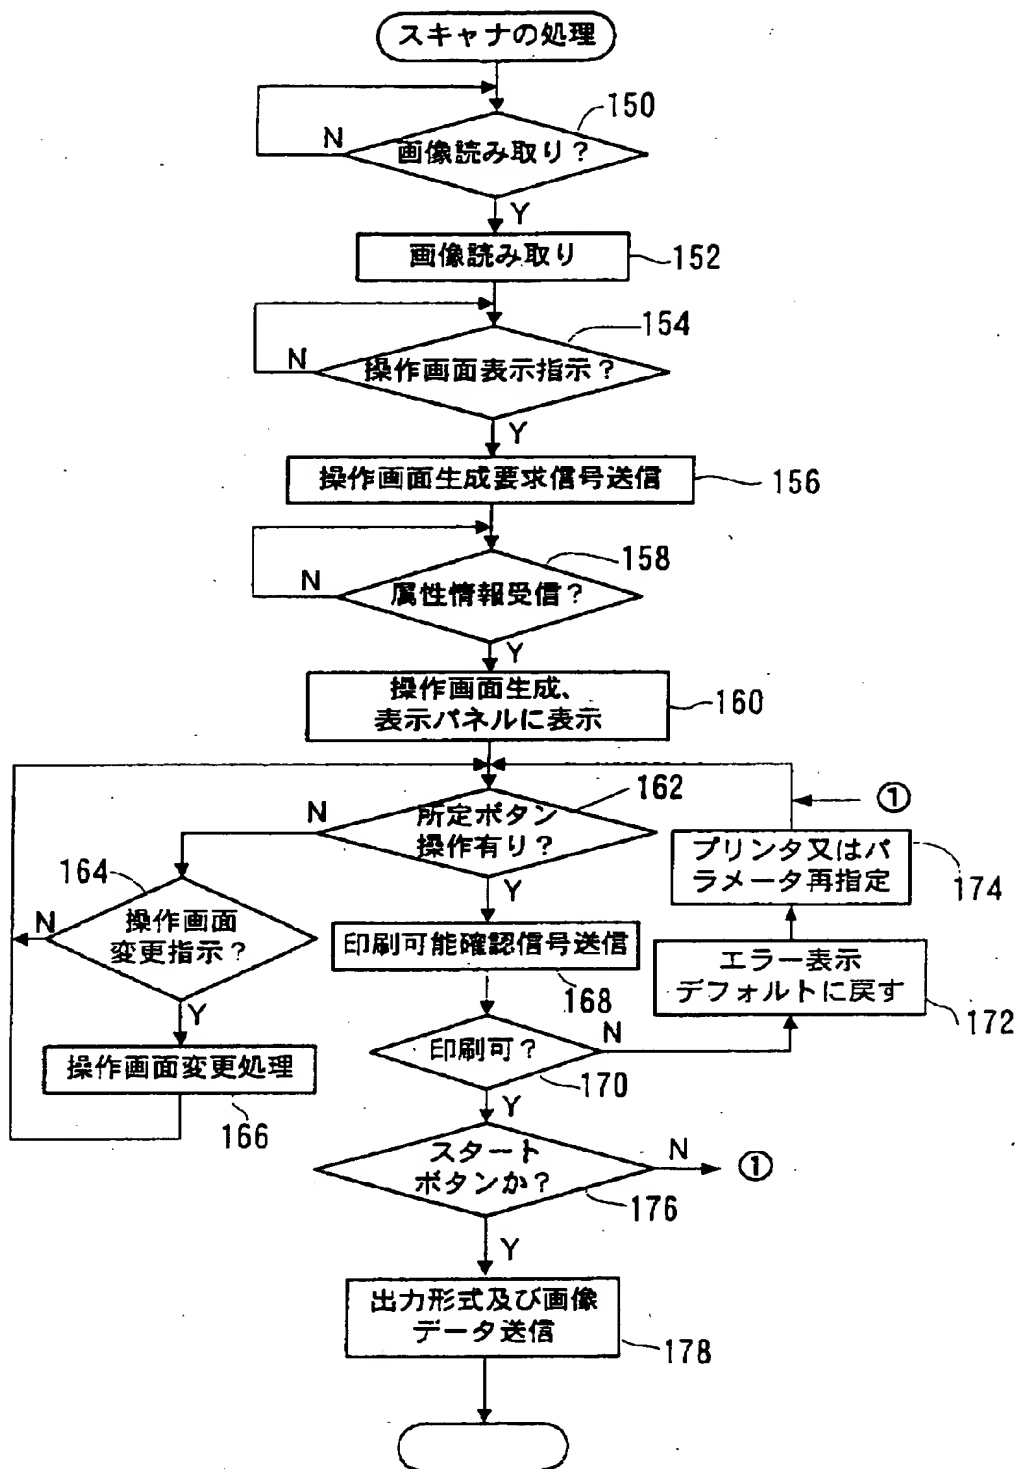 スキャナの処理
150
N
画像読み取り？
Y
画像読み取り
152
154
N
操作画面表示指示？
Y
操作画面生成要求信号送信
156
158
N
属性情報受信？
Y
操作画面生成、
表示パネルに表示
160
162
N
所定ボタン
操作有り？
Y
①
プリンタ又はパ
ラメータ再指定
174
164
N
操作画面
変更指示？
Y
印刷可能確認信号送信
168
エラー表示
デフォルトに戻す
172
操作画面変更処理
166
印刷可？
N
170
Y
スタート
ボタンか？
N
①
176
Y
出力形式及び画像
データ送信
178